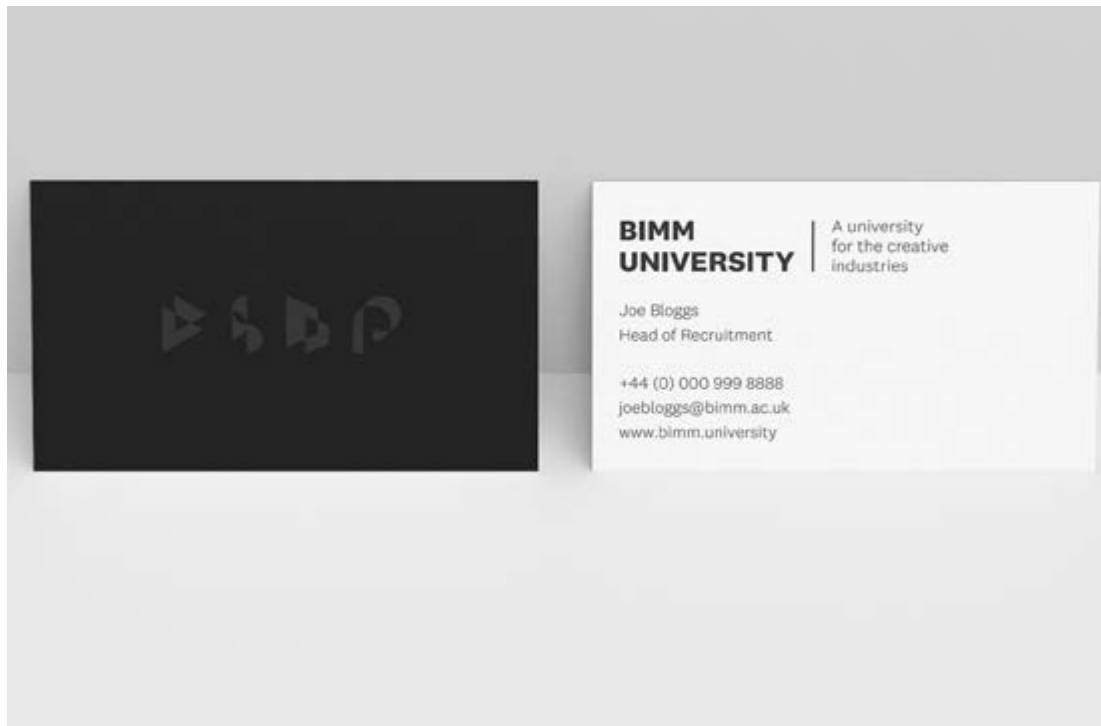 BIMM
UNIVERSITY
A university
for the creative
industries
Joe Bloggs
Head of Recruitment
+44 (0) 000 999 8888
joebloggs@bimm.ac.uk
www.bimm.university